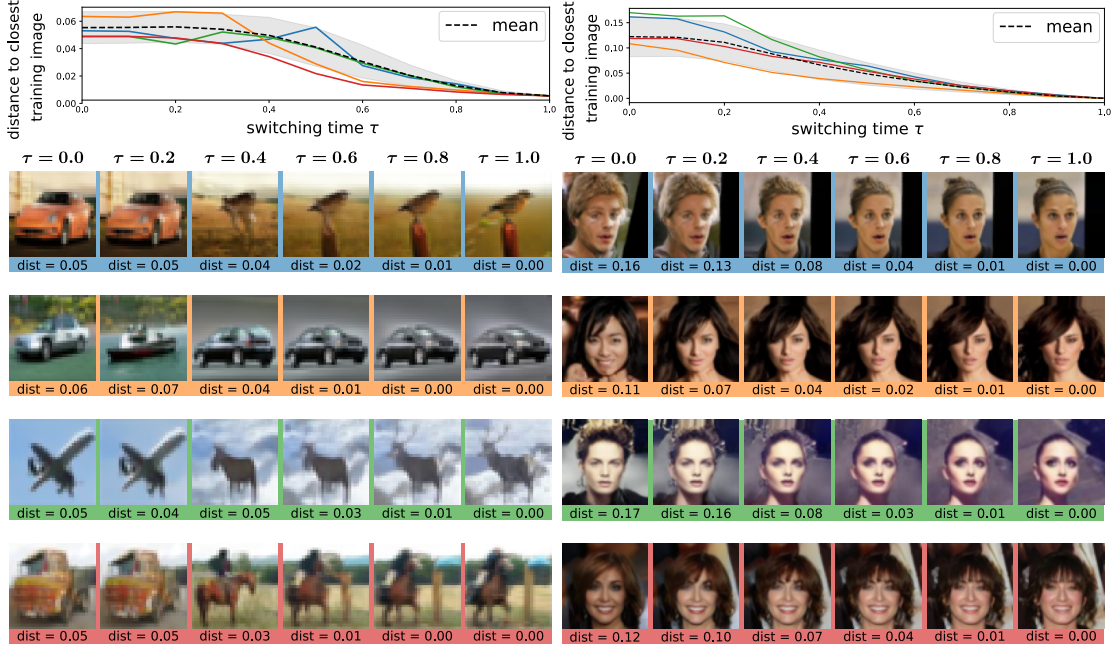 distance to closest
training image
0.06
0.04
0.02
0.00
0.0
0.2
0.4
0.6
0.8
1.0
switching time τ
mean
distance to closest
training image
0.15
0.10
0.05
0.00
0.0
0.2
0.4
0.6
0.8
1.0
switching time τ
mean
τ = 0.0 τ = 0.2 τ = 0.4 τ = 0.6 τ = 0.8 τ = 1.0
dist = 0.05 dist = 0.05 dist = 0.04 dist = 0.02 dist = 0.01 dist = 0.00
dist = 0.06 dist = 0.07 dist = 0.04 dist = 0.01 dist = 0.00 dist = 0.00
dist = 0.05 dist = 0.04 dist = 0.05 dist = 0.03 dist = 0.01 dist = 0.00
dist = 0.05 dist = 0.05 dist = 0.03 dist = 0.01 dist = 0.00 dist = 0.00
τ = 0.0 τ = 0.2 τ = 0.4 τ = 0.6 τ = 0.8 τ = 1.0
dist = 0.16 dist = 0.13 dist = 0.08 dist = 0.04 dist = 0.01 dist = 0.00
dist = 0.11 dist = 0.07 dist = 0.04 dist = 0.02 dist = 0.01 dist = 0.00
dist = 0.17 dist = 0.16 dist = 0.08 dist = 0.03 dist = 0.01 dist = 0.00
dist = 0.12 dist = 0.10 dist = 0.07 dist = 0.04 dist = 0.01 dist = 0.00